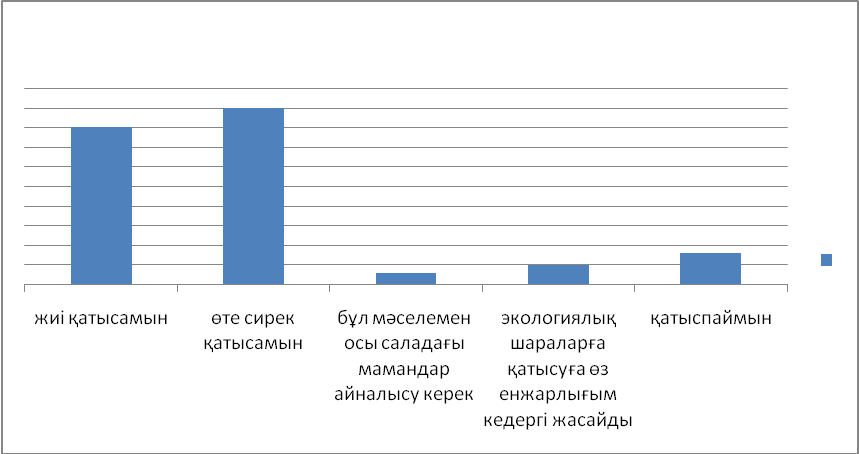 жиі қатысамын
өте сирек
қатысамын
бұл мәселемен
осы саладағы
мамандар
айналысу керек
экологиялық
шараларға
қатысуға өз
енжарлығым
кедергі жасайды
қатыспаймын